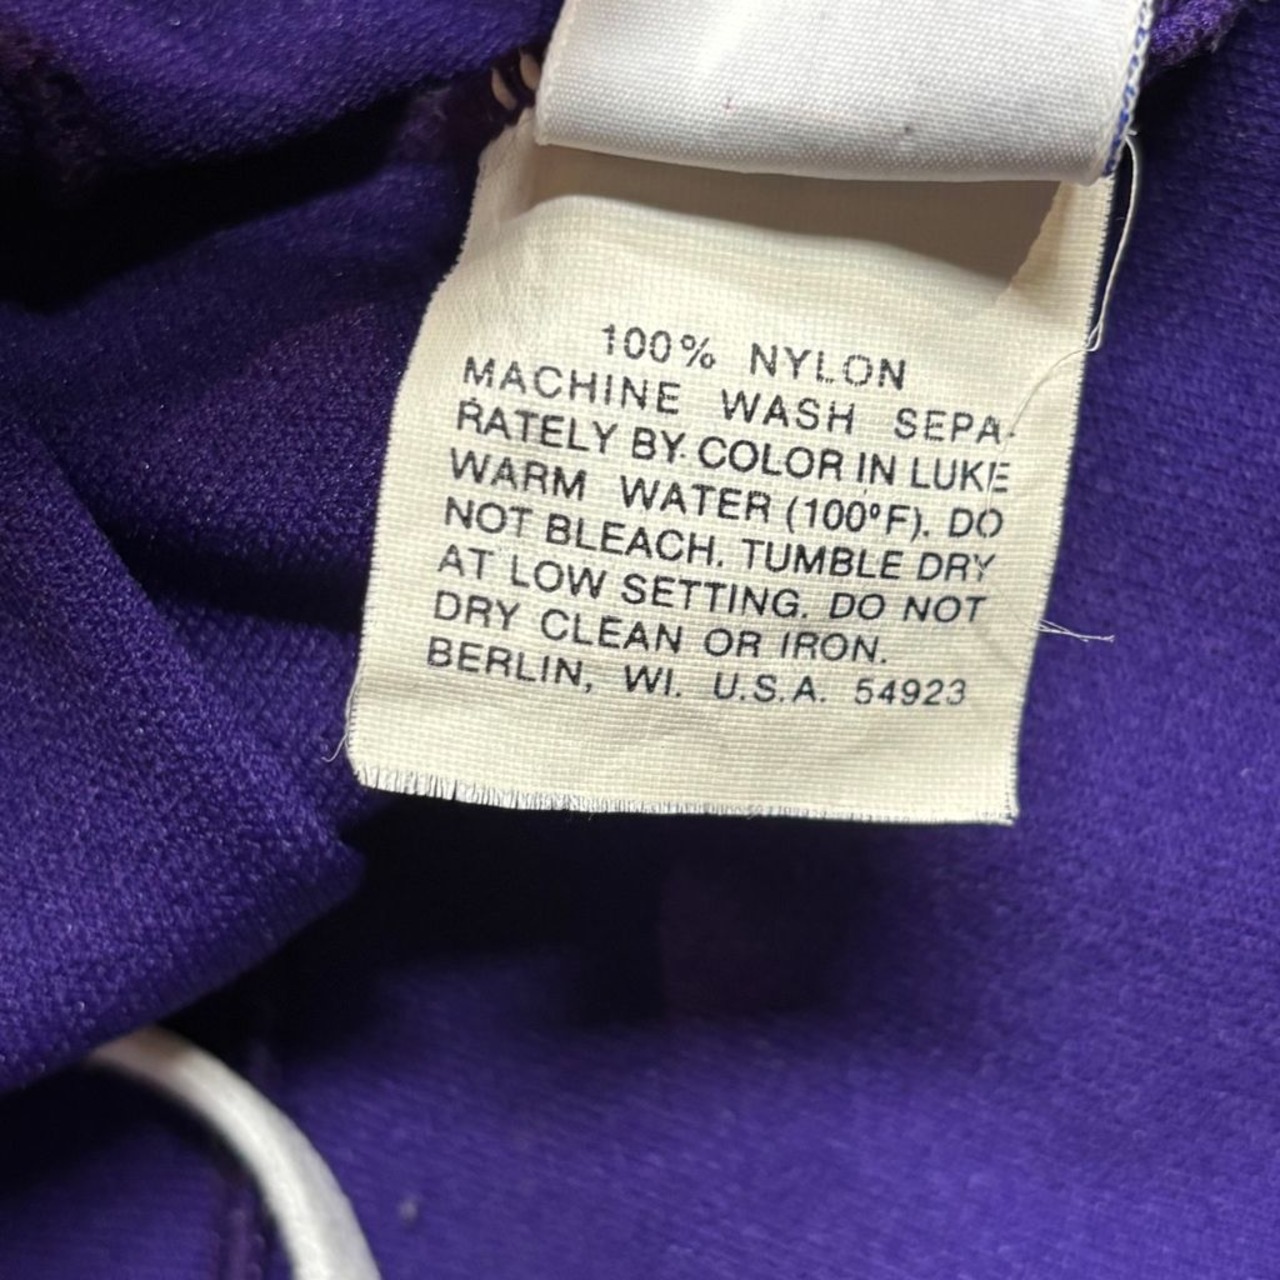 100% NYLON
MACHINE WASH SEPA-
RATELY BY COLOR IN LUKE
WARM WATER (100°F). DO
NOT BLEACH. TUMBLE DRY
AT LOW SETTING. DO NOT
DRY CLEAN OR IRON.
BERLIN, WI. U.S.A. 54923